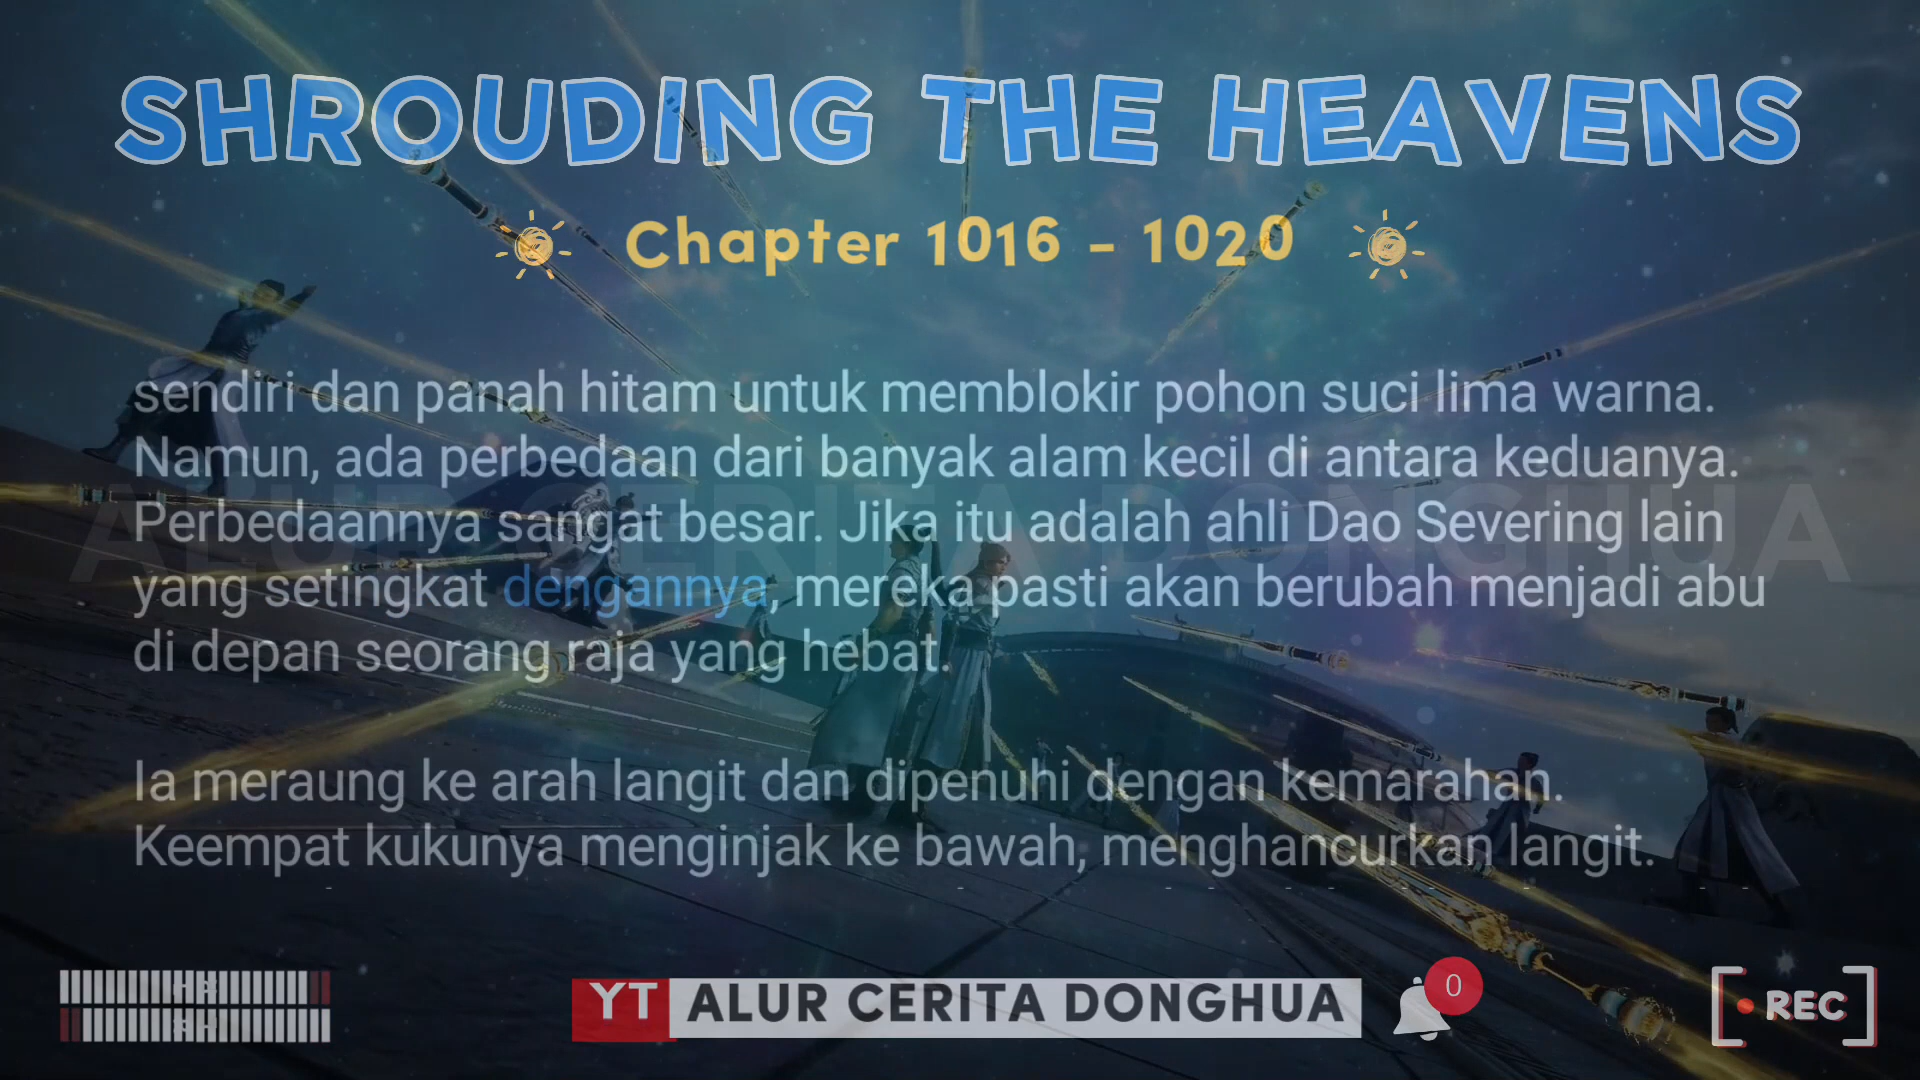 SHROUDING THE HEAVENS
Chapter 1016 - 1020
sendiri dan panah hitam untuk memblokir pohon suci lima warna.
Namun, ada perbedaan dari banyak alam kecil di antara keduanya.
Perbedaannya sangat besar. Jika itu adalah ahli Dao Severing lain
yang setingkat dengannya, mereka pasti akan berubah menjadi abu
di depan seorang raja yang hebat.
ALUR CERITA DONGHUA
Ia meraung ke arah langit dan dipenuhi dengan kemarahan.
Keempat kukunya menginjak ke bawah, menghancurkan langit.
YT ALUR CERITA DONGHUA
0
REC